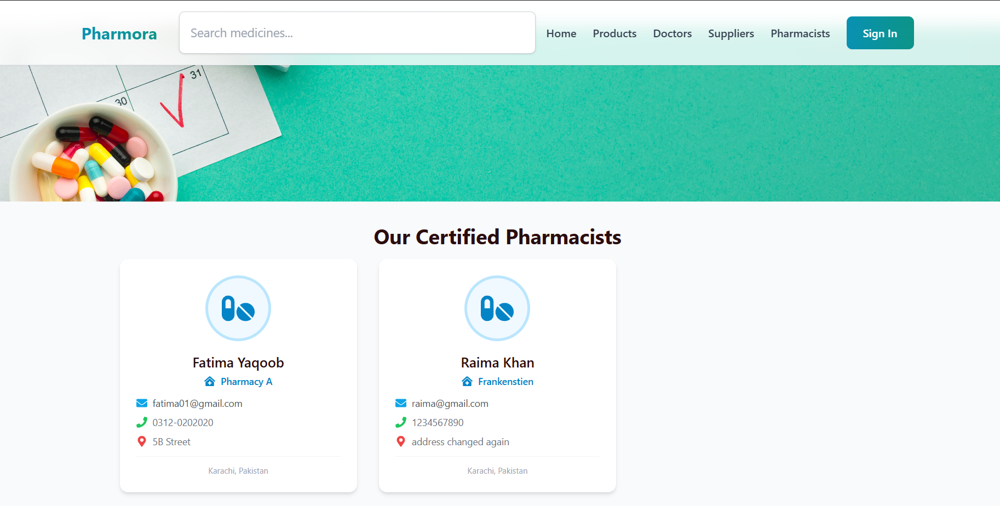 Pharmora
Search medicines...
Home
Products
Doctors
Suppliers
Pharmacists
Sign In
31
30
Our Certified Pharmacists
Fatima Yaqoob
Pharmacy A
fatima01@gmail.com
0312-0202020
5B Street
Karachi, Pakistan
Raima Khan
Frankenstien
raima@gmail.com
1234567890
address changed again
Karachi, Pakistan